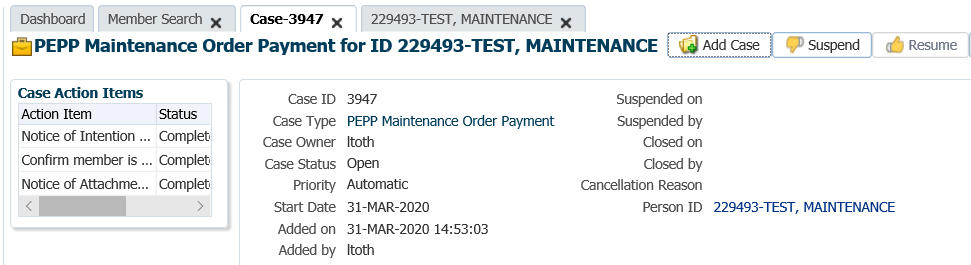 Dashboard Member Search Case-3947 229493-TEST, MAINTENANCE
PEPP Maintenance Order Payment for ID 229493-TEST, MAINTENANCE Add Case Suspend Resume
Case Action Items
Action Item Status
Notice of Intention ... Complet
Confirm member is ... Complet
Notice of Attachme... Complet
Case ID 3947
Case Type PEPP Maintenance Order Payment
Case Owner ltoth
Case Status Open
Priority Automatic
Start Date 31-MAR-2020
Added on 31-MAR-2020 14:53:03
Added by ltoth
Suspended on
Suspended by
Closed on
Closed by
Cancellation Reason
Person ID 229493-TEST, MAINTENANCE